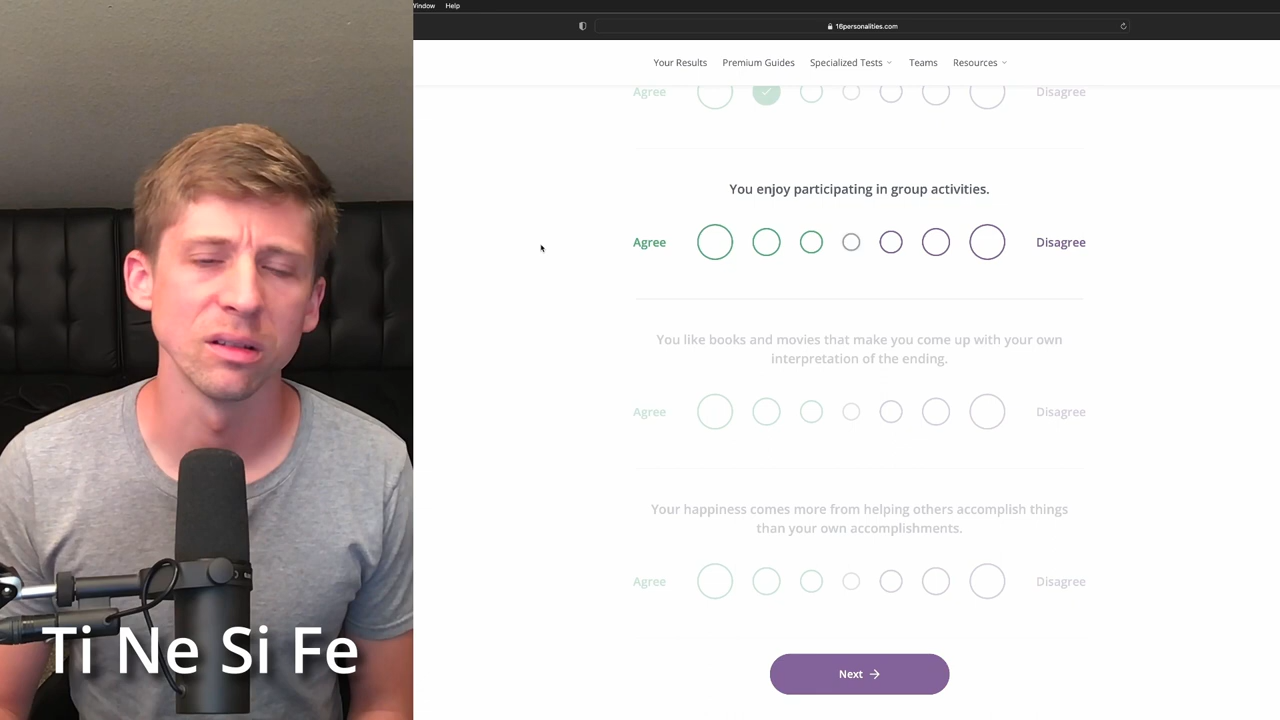 Window Help
16personalities.com
Your Results Premium Guides Specialized Tests Teams Resources
Agree Disagree
You enjoy participating in group activities.
Agree Disagree
You like books and movies that make you come up with your own
interpretation of the ending.
Agree Disagree
Your happiness comes more from helping others accomplish things
than your own accomplishments.
Agree Disagree
Next →
Ti Ne Si Fe